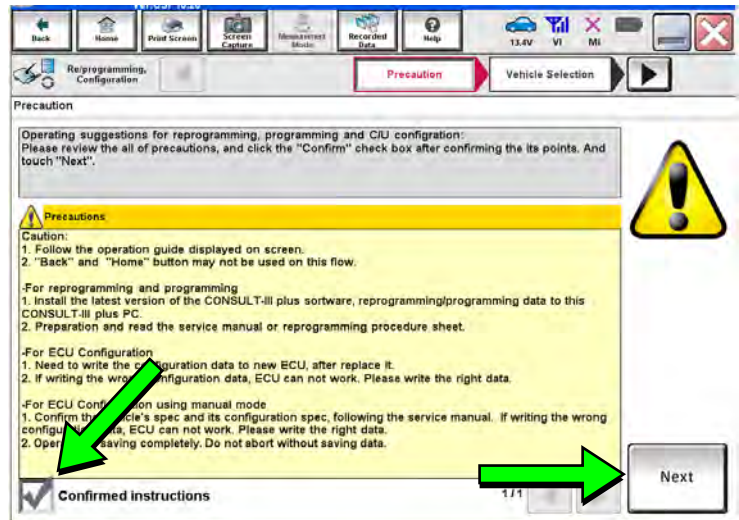 Back
Home
Print Screen
Screen Capture
Measurement Mode
Recorded Data
Help
13.4V
VI
MI
Re/programming, Configuration
Precaution
Vehicle Selection
Precaution
Operating suggestions for reprogramming, programming and C/U configration:
Please review the all of precautions, and click the "Confirm" check box after confirming the its points. And
touch "Next".
Precautions
Caution:
1. Follow the operation guide displayed on screen.
2. "Back" and "Home" button may not be used on this flow.
-For reprogramming and programming
1. Install the latest version of the CONSULT-III plus sortware, reprogramming/programming data to this
CONSULT-III plus PC.
2. Preparation and read the service manual or reprogramming procedure sheet.
-For ECU Configuration
1. Need to write the configuration data to new ECU, after replace it.
2. If writing the wrong configuration data, ECU can not work. Please write the right data.
-For ECU Configuration using manual mode
1. Confirm the vehicle's spec and its configuration spec, following the service manual. If writing the wrong
configuration data, ECU can not work. Please write the right data.
2. saving completely. Do not abort without saving data.
Confirmed instructions
1/1
Next